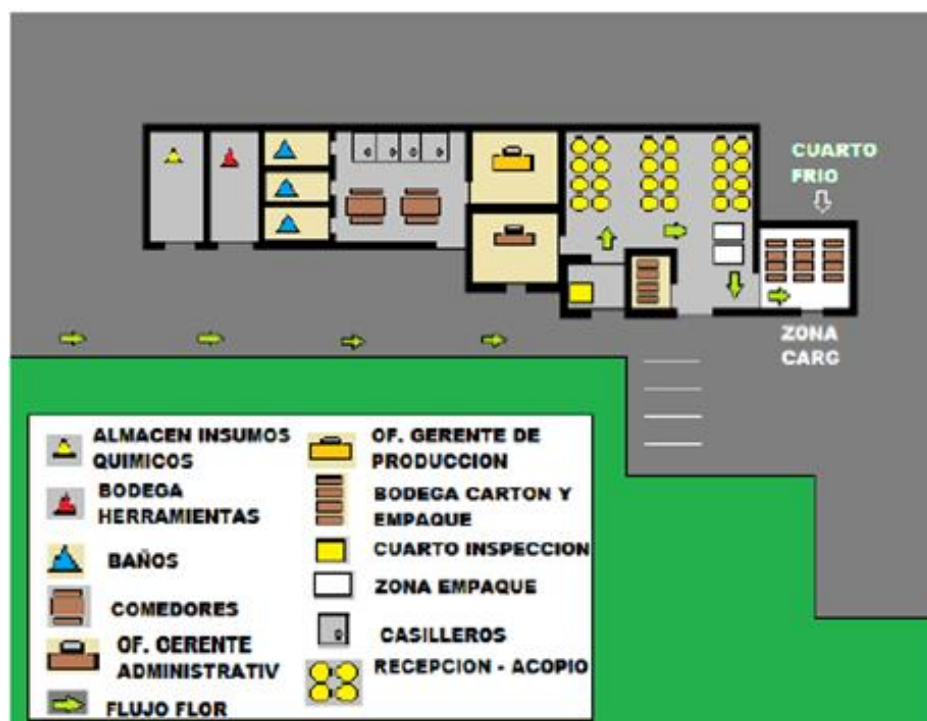 CUARTO
FRIO
ZONA
CARG
ALMACEN INSUMOS
QUIMICOS
BODEGA
HERRAMIENTAS
BAÑOS
COMEDORES
OF. GERENTE
ADMINISTRATIV
FLUJO FLOR
OF. GERENTE DE
PRODUCCION
BODEGA CARTON Y
EMPAQUE
CUARTO INSPECCION
ZONA EMPAQUE
CASILLEROS
RECEPCION - ACOPIO